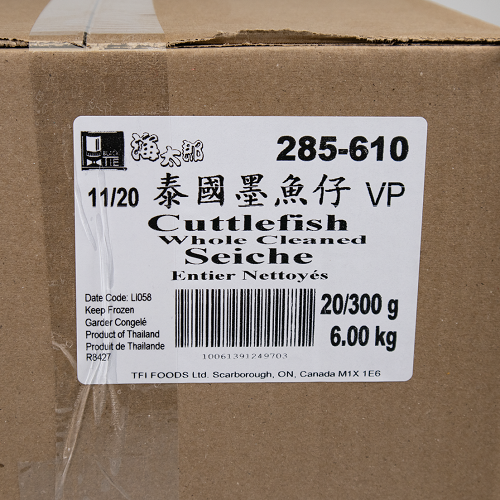 海太郎 285-610
11/20 泰國墨魚仔 VP
Cuttlefish
Whole Cleaned
Seiche
Entier Nettoyés
Date Code: LI058
Keep Frozen
Garder Congelé
Product of Thailand
Produit de Thailande
R8427
10061391249703
20/300 g
6.00 kg
TFI FOODS Ltd. Scarborough, ON, Canada M1X 1E6